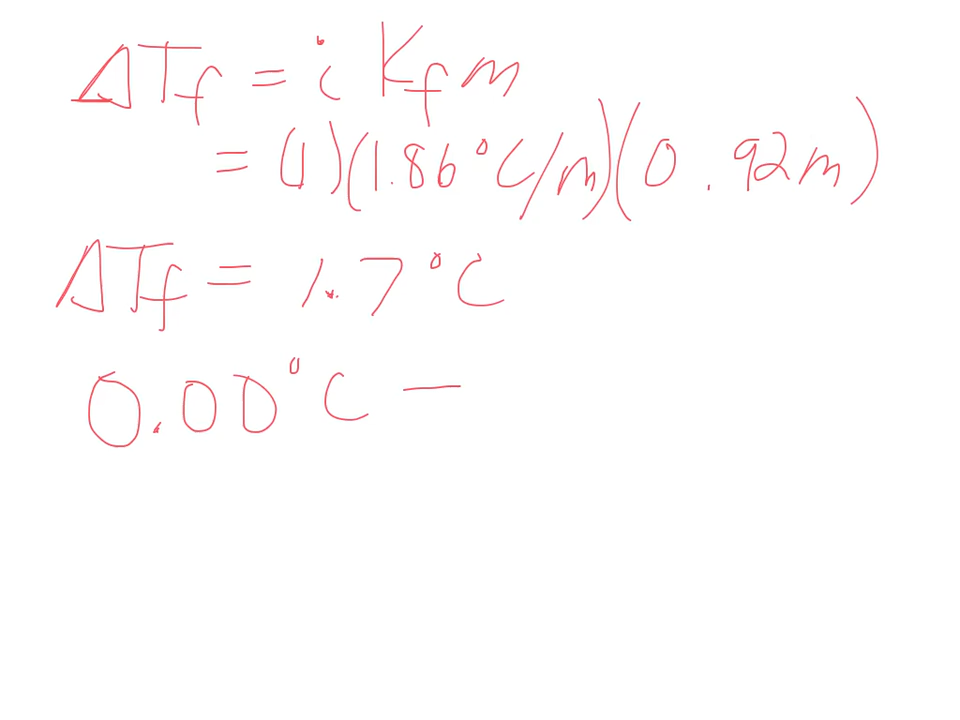 ΔTf = i Kf m
= (1)(1.86°C/m)(0.92m)
ΔTf = 1.7°C
0.00°C —